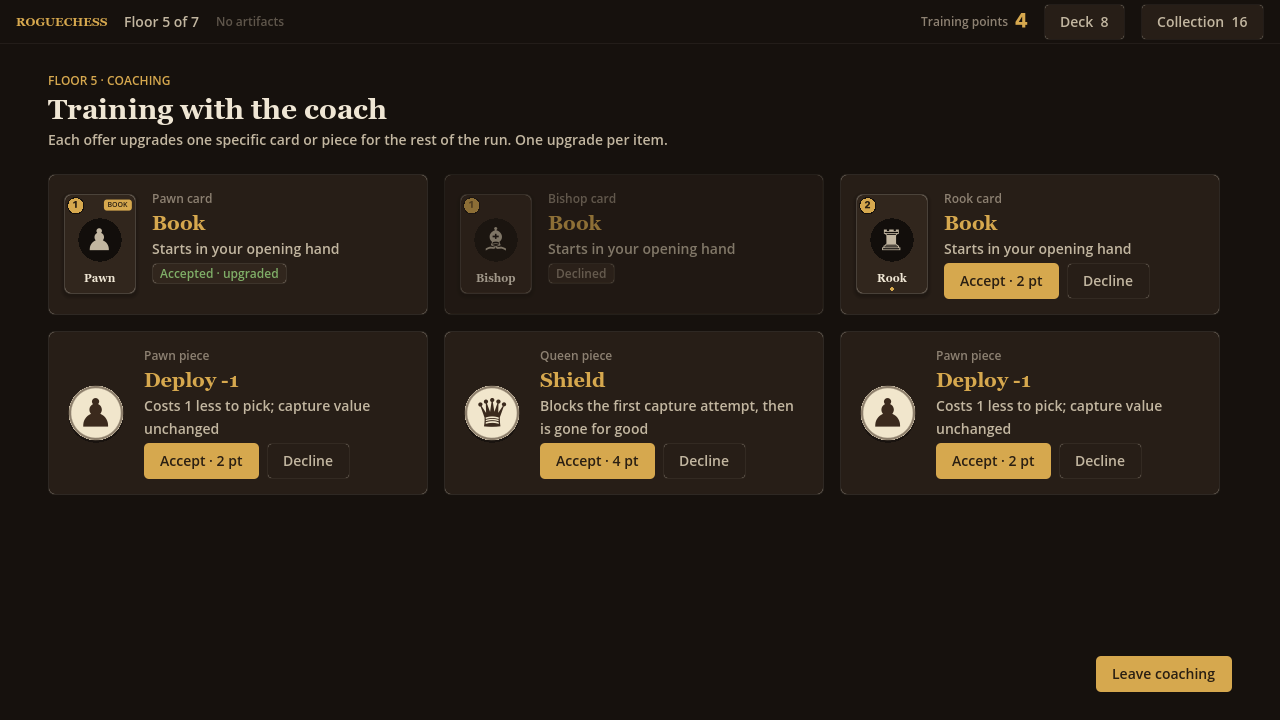 ROGUECHESS Floor 5 of 7 No artifacts Training points 4 Deck 8 Collection 16
FLOOR 5 · COACHING
Training with the coach
Each offer upgrades one specific card or piece for the rest of the run. One upgrade per item.
1 BOOK
Pawn
Pawn card
Book
Starts in your opening hand
Accepted · upgraded
1
Bishop
Bishop card
Book
Starts in your opening hand
Declined
2
Rook
Rook card
Book
Starts in your opening hand
Accept · 2 pt Decline
Pawn piece
Deploy -1
Costs 1 less to pick; capture value
unchanged
Accept · 2 pt Decline
Queen piece
Shield
Blocks the first capture attempt, then
is gone for good
Accept · 4 pt Decline
Pawn piece
Deploy -1
Costs 1 less to pick; capture value
unchanged
Accept · 2 pt Decline
Leave coaching